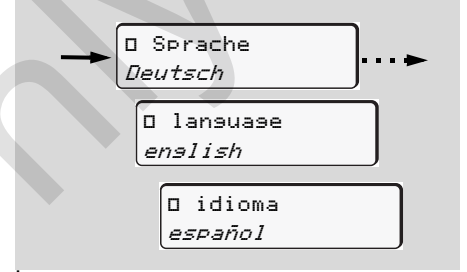 □ Sprache
Deutsch
□ language
english
□ idioma
español